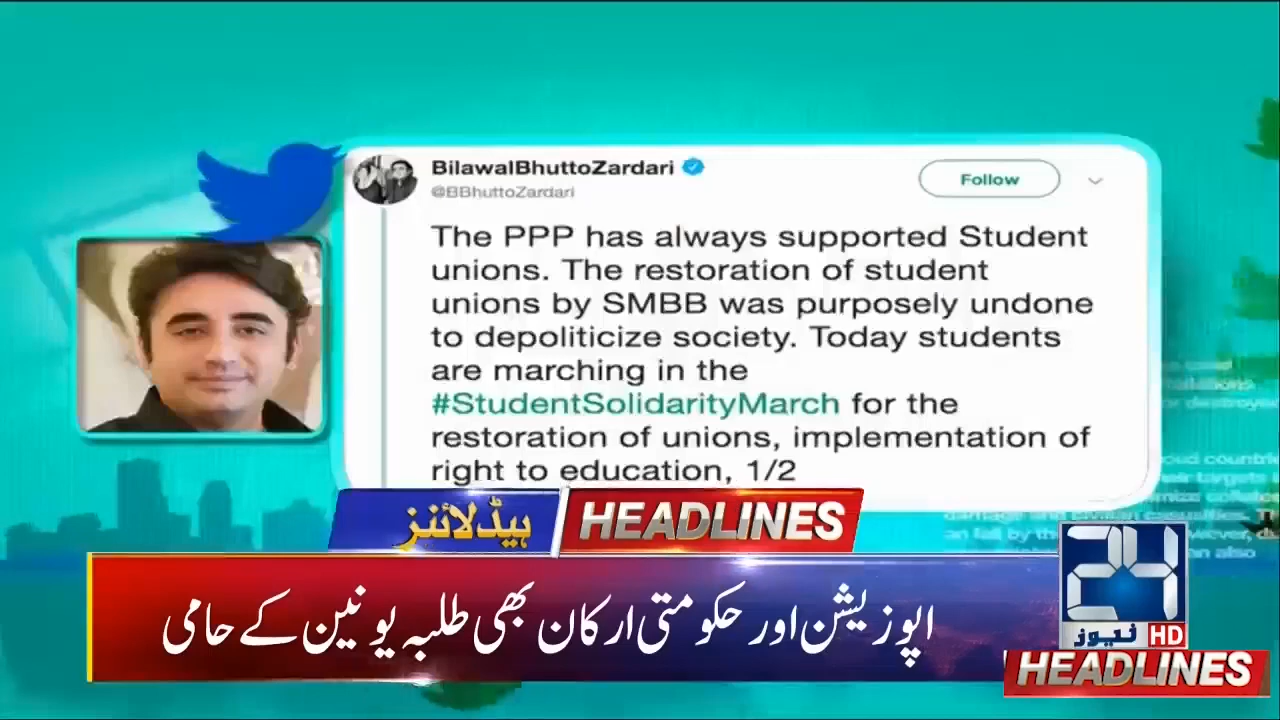 BilawalBhuttoZardari
@BBhuttoZardari
Follow
The PPP has always supported Student
unions. The restoration of student
unions by SMBB was purposely undone
to depoliticize society. Today students
are marching in the
#StudentSolidarityMarch for the
restoration of unions, implementation of
right to education, 1/2
ہیڈلائنز
HEADLINES
اپوزیشن اور حکومتی ارکان بھی طلبہ یونین کے حامی
24
نیوز HD
HEADLINES